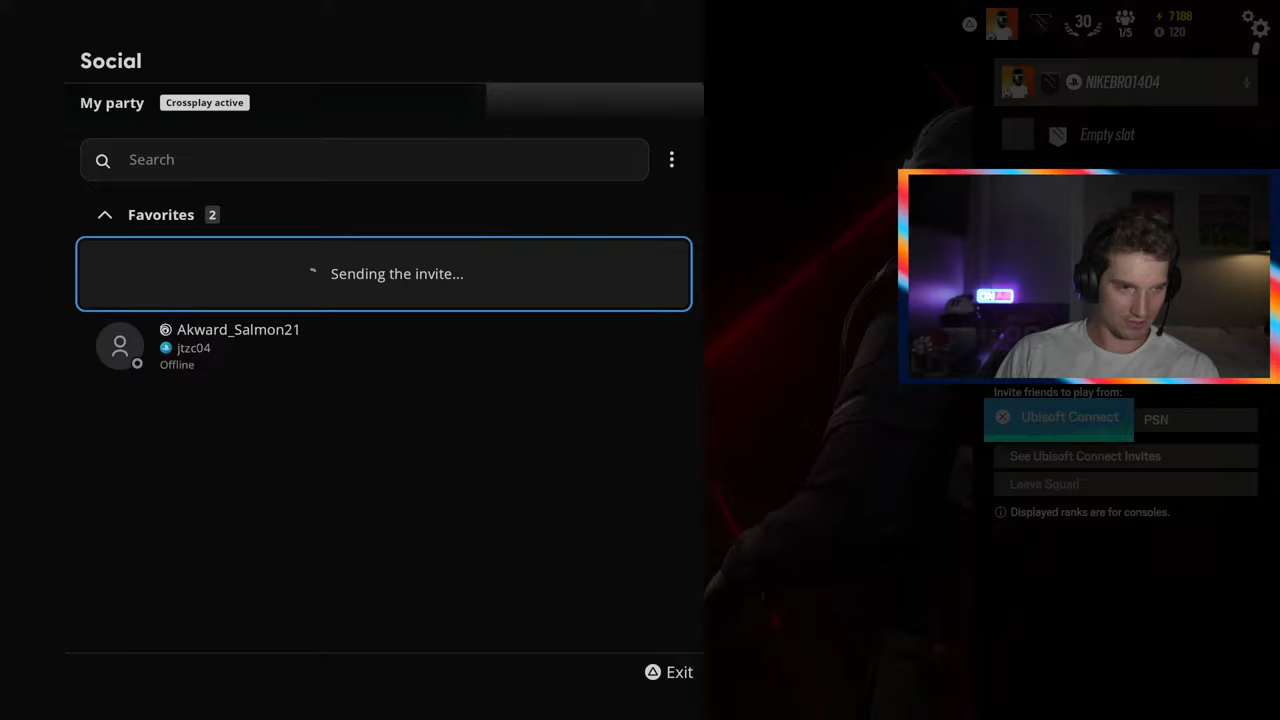 Social
My party
Crossplay active
Search
Favorites 2
Sending the invite...
Akward_Salmon21
jtzc04
Offline
Exit
30
1/5
7188
120
NIKEBRO1404
Empty slot
Invite friends to play from:
Ubisoft Connect
PSN
See Ubisoft Connect Invites
Leave Squad
Displayed ranks are for consoles.